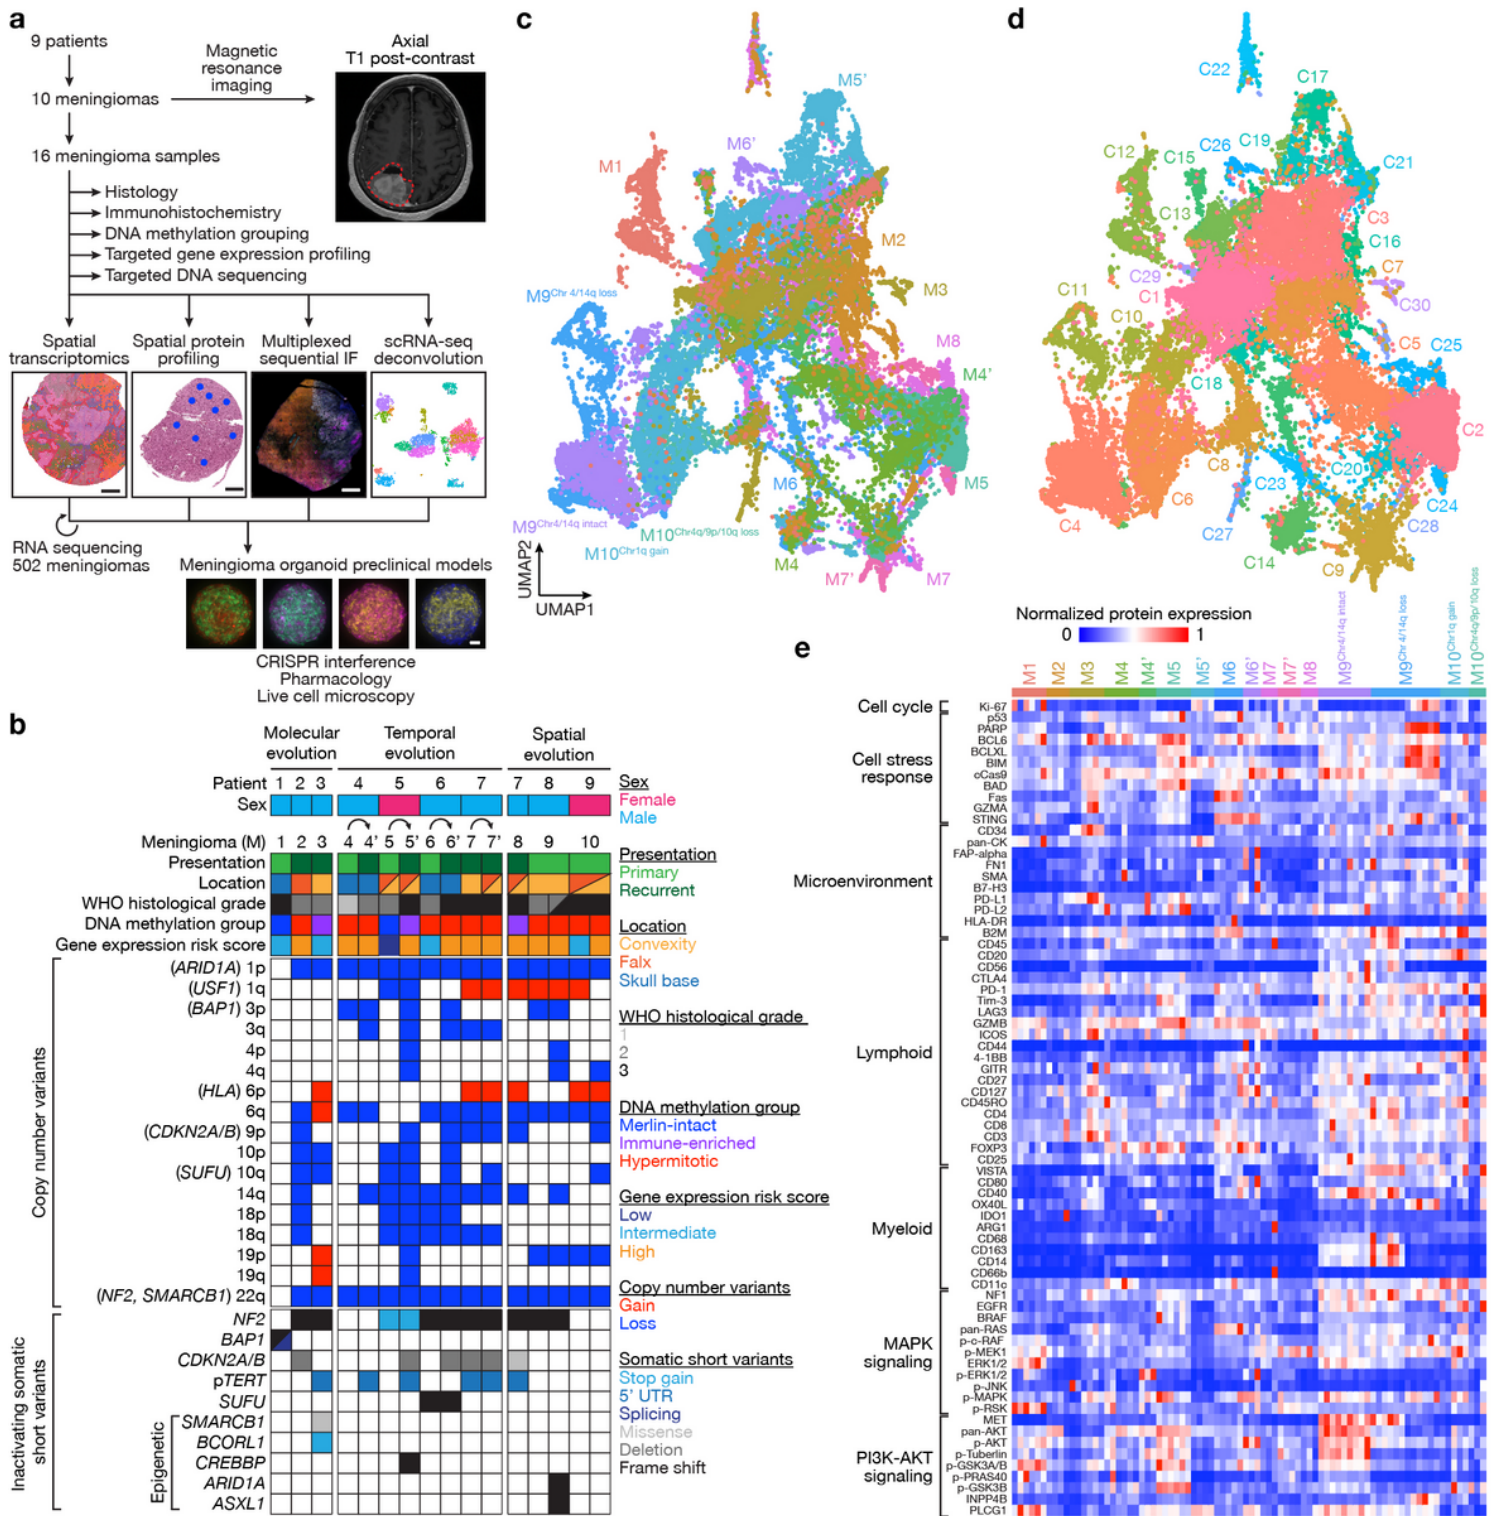 a
9 patients
10 meningiomas
16 meningioma samples
Magnetic
resonance
imaging
Axial
T1 post-contrast
Histology
Immunohistochemistry
DNA methylation grouping
Targeted gene expression profiling
Targeted DNA sequencing
Spatial
transcriptomics
Spatial protein
profiling
Multiplexed
sequential IF
scRNA-seq
deconvolution
RNA sequencing
502 meningiomas
Meningioma organoid preclinical models
CRISPR interference
Pharmacology
Live cell microscopy
b
Molecular
evolution
Temporal
evolution
Spatial
evolution
Patient 1 2 3 4 5 6 7 7 8 9
Sex
Meningioma (M) 1 2 3 4 4' 5 5' 6 6' 7 7' 8 9 10
Presentation
Location
WHO histological grade
DNA methylation group
Gene expression risk score
Copy number variants
(ARID1A) 1p
(USF1) 1q
(BAP1) 3p
3q
4p
4q
(HLA) 6p
6q
(CDKN2A/B) 9p
10p
(SUFU) 10q
14q
18p
18q
19p
19q
(NF2, SMARCB1) 22q
Inactivating somatic
short variants
NF2
BAP1
CDKN2A/B
pTERT
SUFU
Epigenetic
SMARCB1
BCORL1
CREBBP
ARID1A
ASXL1
Sex
Female
Male
Presentation
Primary
Recurrent
Location
Convexity
Falx
Skull base
WHO histological grade
1
2
3
DNA methylation group
Merlin-intact
Immune-enriched
Hypermitotic
Gene expression risk score
Low
Intermediate
High
Copy number variants
Gain
Loss
Somatic short variants
Stop gain
5' UTR
Splicing
Missense
Deletion
Frame shift
c
M5'
M6'
M1
M2
M3
M9Chr 4/14q loss
M8
M4'
M6
M5
M9Chr4/14q intact
M10Chr4q/9p/10q loss
M10Chr1q gain
M4
M7'
M7
UMAP2
UMAP1
d
C22
C17
C19
C26
C12
C15
C21
C13
C3
C16
C29
C7
C11
C1
C30
C10
C5
C25
C18
C2
C8
C20
C23
C6
C24
C4
C27
C28
C14
C9
e
Normalized protein expression
0 1
M1
M2
M3
M4
M4'
M5
M5'
M6
M6'
M7
M7'
M8
M9Chr4/14q intact
M9Chr 4/14q loss
M10Chr1q gain
M10Chr4q/9p/10q loss
Cell cycle
Ki-67
Cell stress
response
p53
PARP
BCL6
BCLXL
BIM
cCas9
BAD
Fas
GZMA
STING
Microenvironment
CD34
pan-CK
FAP-alpha
FN1
SMA
B7-H3
PD-L1
PD-L2
HLA-DR
B2M
Lymphoid
CD45
CD20
CD56
CTLA4
PD-1
Tim-3
LAG3
GZMB
ICOS
CD44
4-1BB
GITR
CD27
CD127
CD45RO
CD4
CD8
CD3
FOXP3
CD25
Myeloid
VISTA
CD80
CD40
OX40L
IDO1
ARG1
CD68
CD163
CD14
CD66b
CD11c
MAPK
signaling
NF1
EGFR
BRAF
pan-RAS
p-c-RAF
p-MEK1
ERK1/2
p-ERK1/2
p-JNK
p-MAPK
p-RSK
PI3K-AKT
signaling
MET
pan-AKT
p-AKT
p-Tuberlin
p-GSK3A/B
p-PRAS40
p-GSK3B
INPP4B
PLCG1